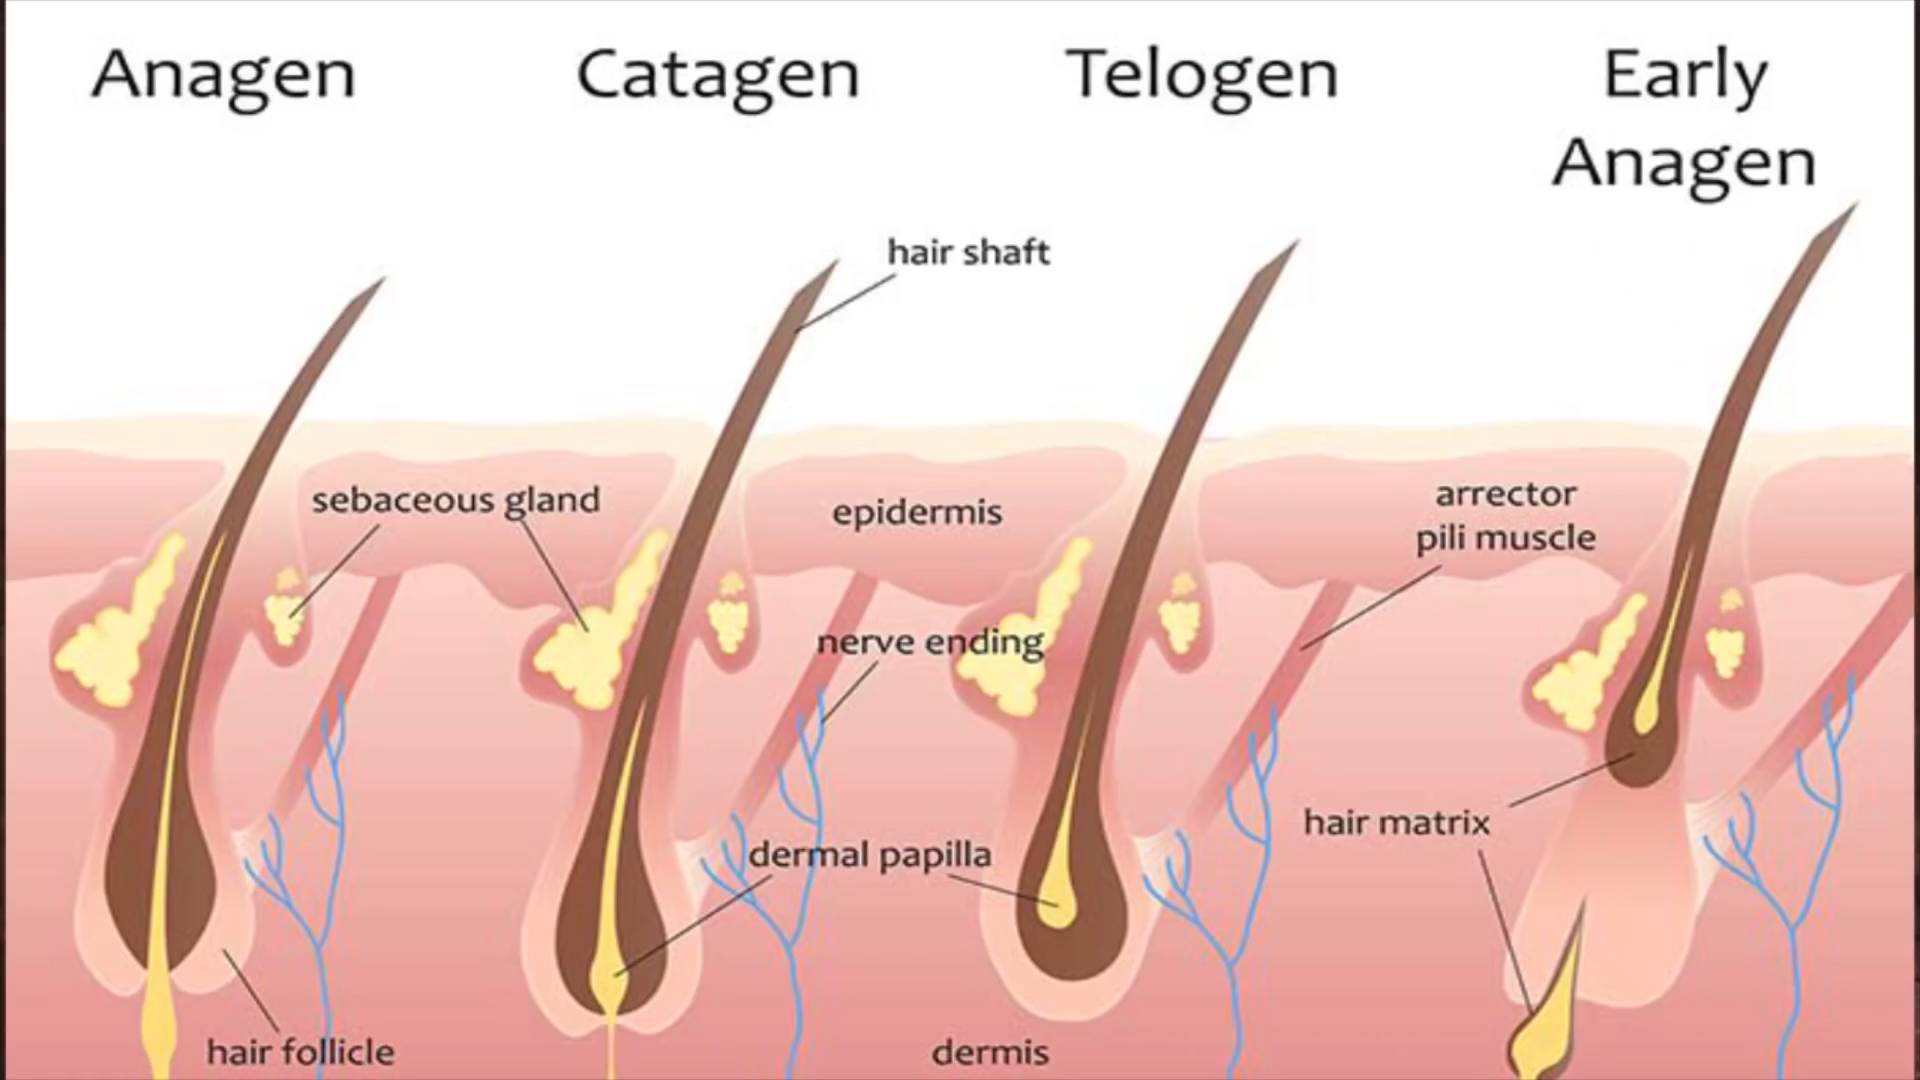 Anagen
Catagen
Telogen
Early
Anagen
hair shaft
sebaceous gland
epidermis
arrector
pili muscle
nerve ending
hair matrix
dermal papilla
hair follicle
dermis